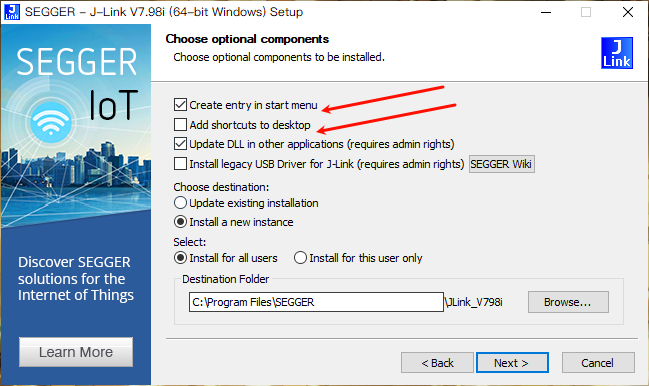 SEGGER - J-Link V7.98i (64-bit Windows) Setup
J
LINK
SEGGER
IoT
Discover SEGGER
solutions for the
Internet of Things
Learn More
Choose optional components
Choose optional components to be installed.
J
Link
Create entry in start menu
Add shortcuts to desktop
Update DLL in other applications (requires admin rights)
Install legacy USB Driver for J-Link (requires admin rights) SEGGER Wiki
Choose destination:
Update existing installation
Install a new instance
Select:
Install for all users Install for this user only
Destination Folder
C:\Program Files\SEGGER \JLink_V798i Browse...
< Back Next > Cancel